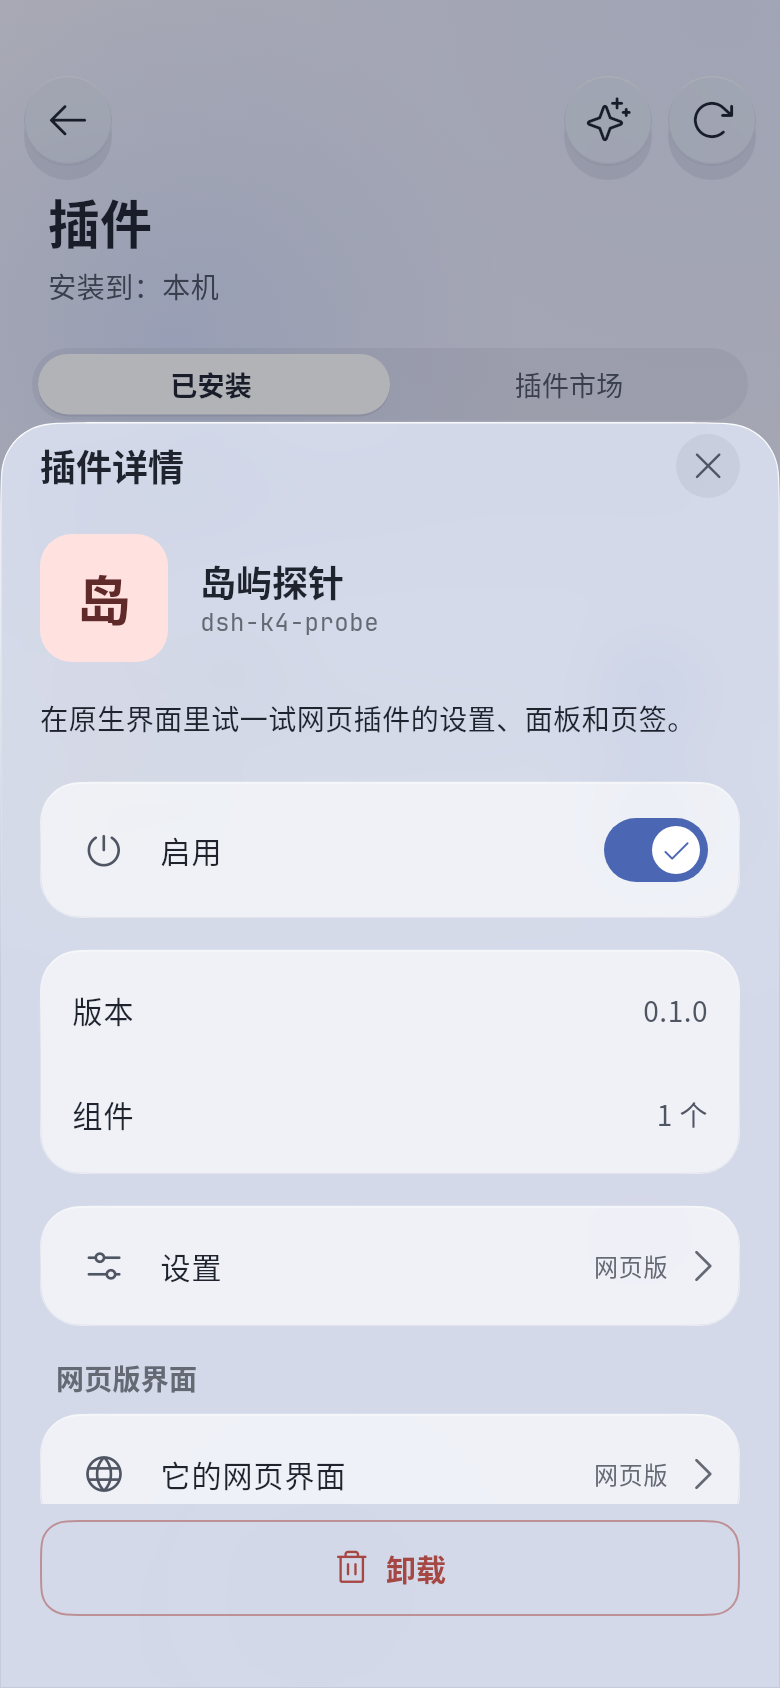 插件
安装到：本机
已安装
插件市场
插件详情
岛
岛屿探针
dsh-k4-probe
在原生界面里试一试网页插件的设置、面板和页签。
启用
版本
0.1.0
组件
1 个
设置
网页版
网页版界面
它的网页界面
网页版
卸载